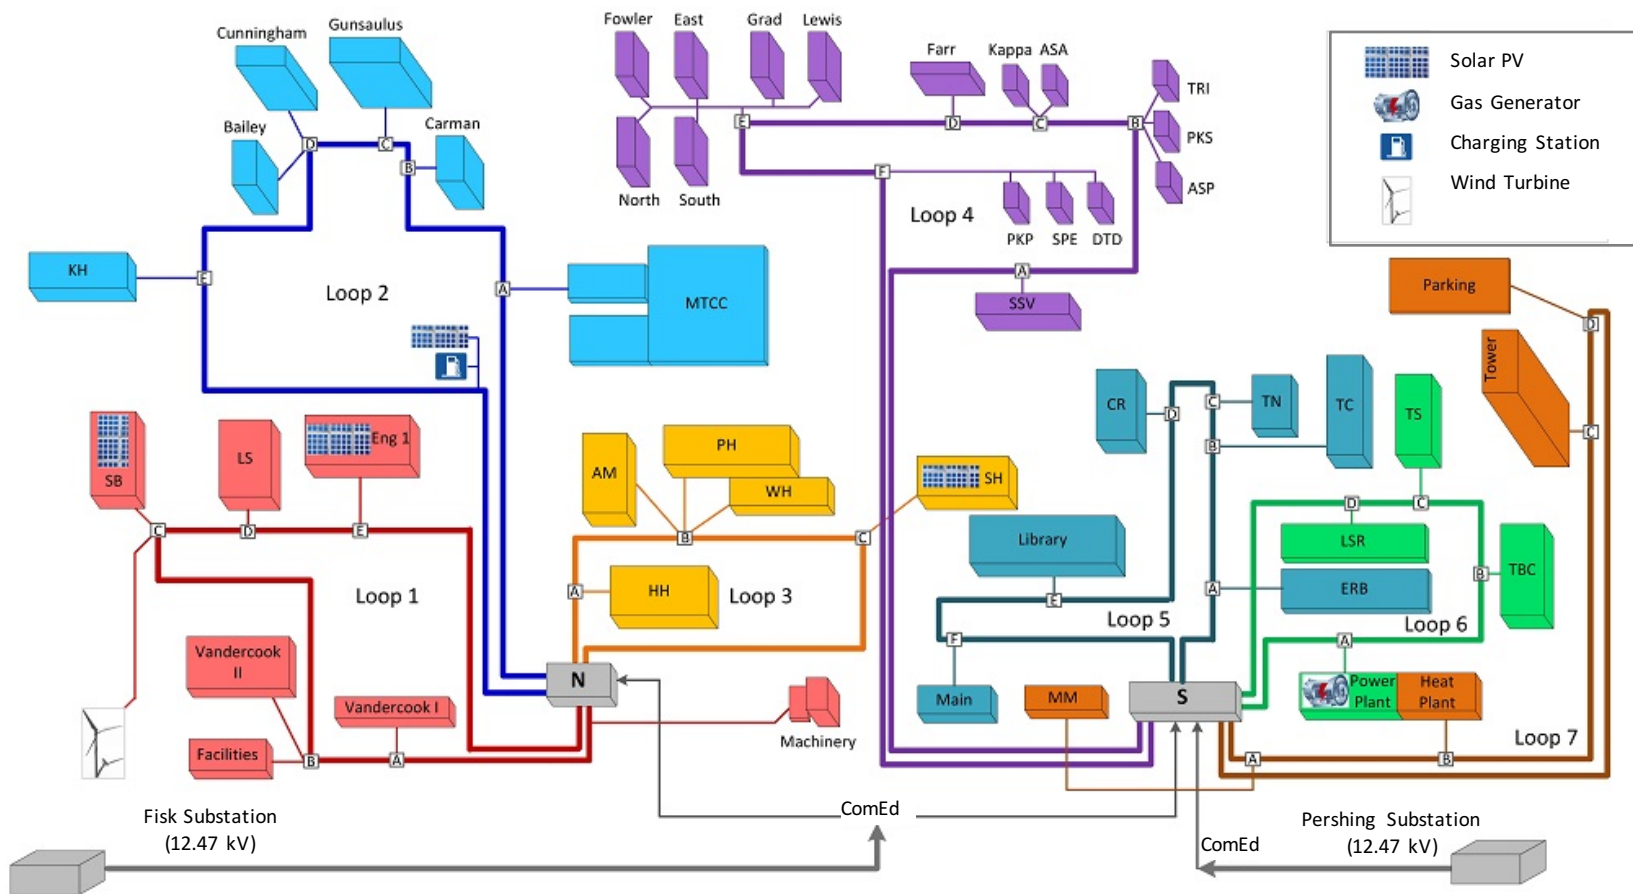 Fowler
East
Grad
Lewis
Gunsaulus
Cunningham
Farr
Kappa
ASA
Solar PV
Gas Generator
Charging Station
Wind Turbine
TRI
PKS
ASP
Bailey
Carman
D
C
B
E
D
C
B
F
North
South
Loop 4
PKP
SPE
DTD
KH
E
Loop 2
A
MTCC
A
SSV
Parking
D
Tower
C
CR
D
C
TN
B
TC
TS
SB
LS
Eng 1
AM
PH
WH
SH
C
D
E
B
C
Library
D
C
LSR
TBC
B
Loop 1
A
HH
Loop 3
E
A
ERB
Loop 5
Loop 6
F
A
Vandercook
II
Vandercook I
N
Main
MM
S
Power
Plant
Heat
Plant
Machinery
Loop 7
Facilities
B
A
A
B
Fisk Substation
(12.47 kV)
ComEd
Pershing Substation
(12.47 kV)
ComEd